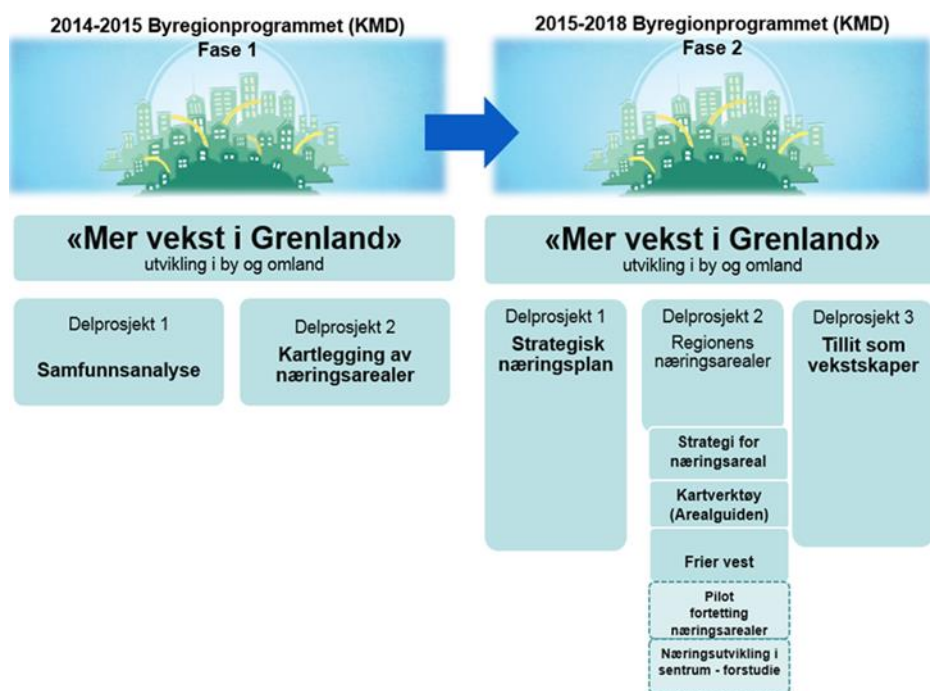 2014-2015 Byregionprogrammet (KMD)
Fase 1
«Mer vekst i Grenland»
utvikling i by og omland
Delprosjekt 1
Samfunnsanalyse
Delprosjekt 2
Kartlegging av
næringsarealer
2015-2018 Byregionprogrammet (KMD)
Fase 2
«Mer vekst i Grenland»
utvikling i by og omland
Delprosjekt 1
Strategisk
næringsplan
Delprosjekt 2
Regionens
næringsarealer
Strategi for
næringsareal
Kartverktøy
(Arealguiden)
Frier vest
Pilot
fortetting
næringsarealer
Næringsutvikling i
sentrum - forstudie
Delprosjekt 3
Tillit som
vekstskaper